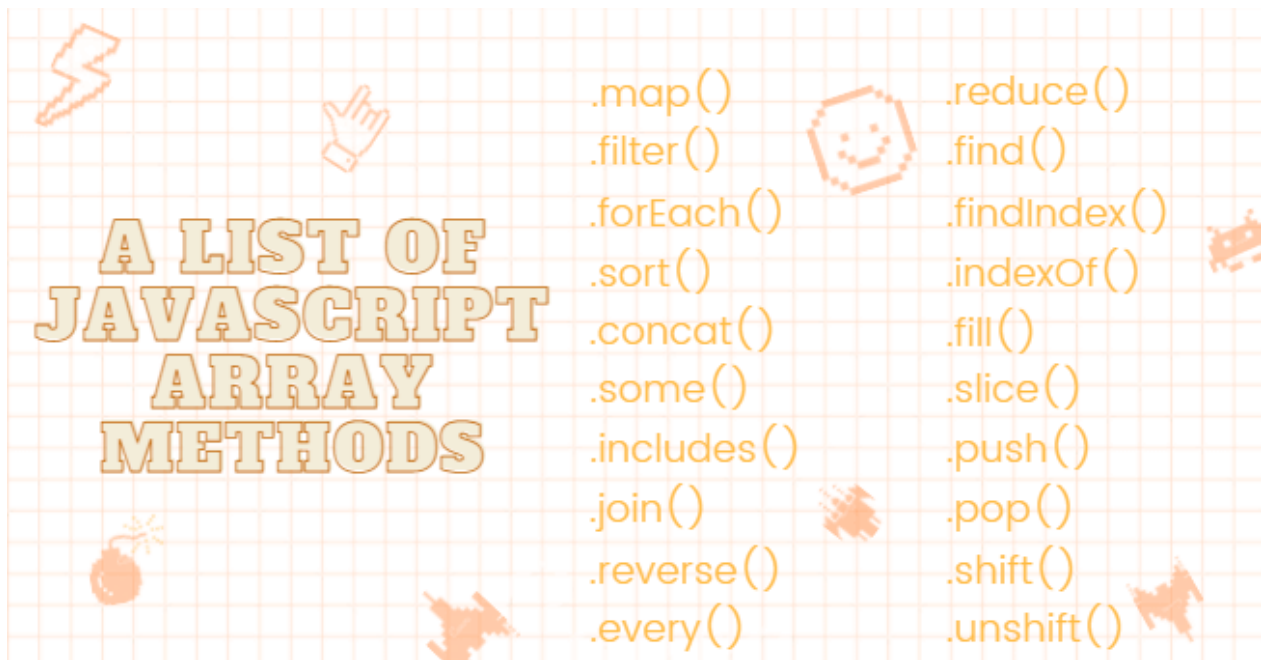 A LIST OF
JAVASCRIPT
ARRAY
METHODS
.map()
.filter()
.forEach()
.sort()
.concat()
.some()
.includes()
.join()
.reverse()
.every()
.reduce()
.find()
.findIndex()
.indexOf()
.fill()
.slice()
.push()
.pop()
.shift()
.unshift()